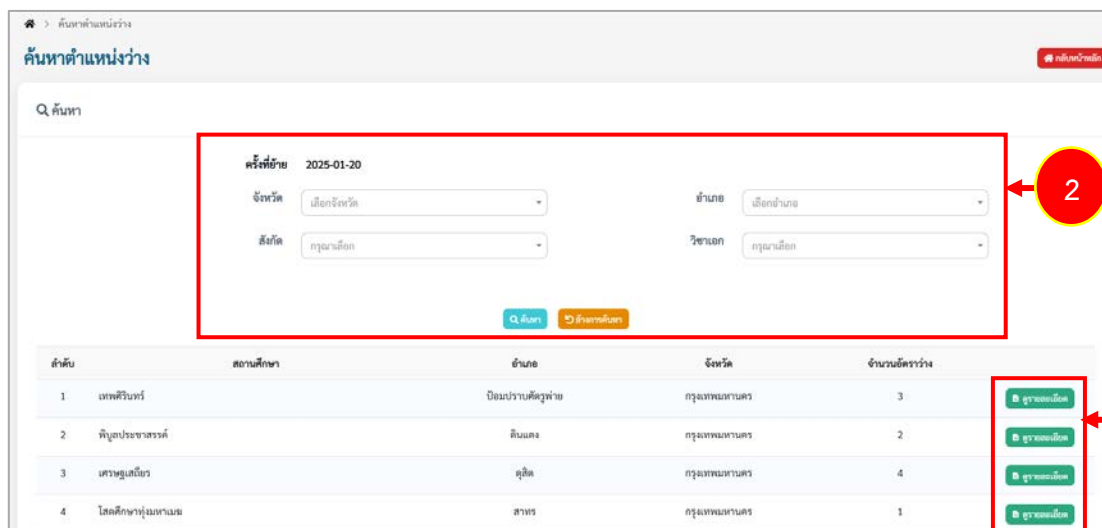 > ค้นหาตำแหน่งว่าง
ค้นหาตำแหน่งว่าง
กลับหน้าหลัก
ค้นหา
ครั้งที่ย้าย 2025-01-20
จังหวัด เลือกจังหวัด อำเภอ เลือกอำเภอ
2
สังกัด กรุณาเลือก วิชาเอก กรุณาเลือก
ค้นหา ล้างการค้นหา
ลำดับ สถานศึกษา อำเภอ จังหวัด จำนวนอัตราว่าง
1 เทพศิรินทร์ ป้อมปราบศัตรูพ่าย กรุงเทพมหานคร 3 ดูรายละเอียด
2 พิบูลประชาสรรค์ ดินแดง กรุงเทพมหานคร 2 ดูรายละเอียด
3 เศรษฐเสถียร ดุสิต กรุงเทพมหานคร 4 ดูรายละเอียด
4 โสตศึกษาทุ่งมหาเมฆ สาทร กรุงเทพมหานคร 1 ดูรายละเอียด